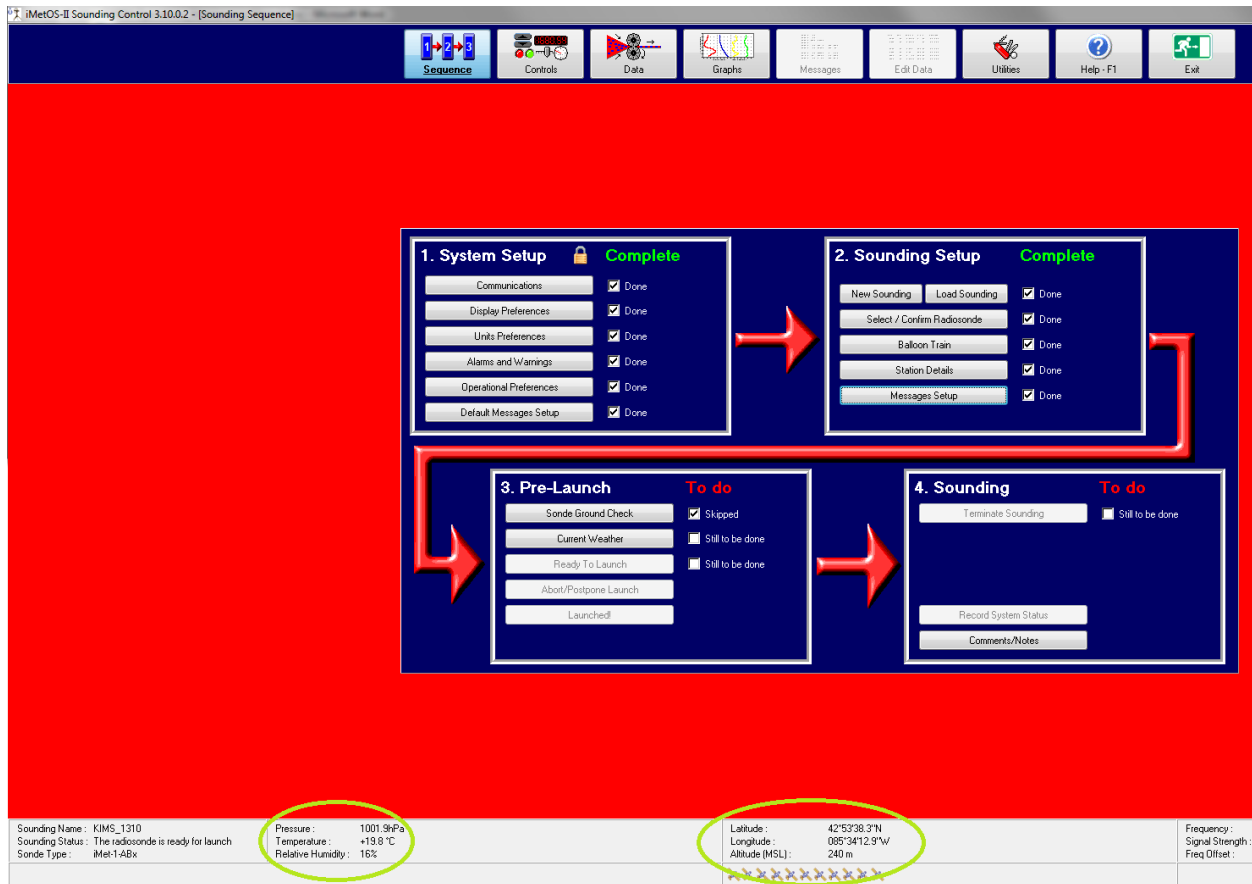 iMetOS-II Sounding Control 3.10.0.2 - [Sounding Sequence]
1 2 3
Sequence
Controls
Data
Graphs
Messages
Edit Data
Utilities
Help - F1
Exit
1. System Setup Complete
Communications Done
Display Preferences Done
Units Preferences Done
Alarms and Warnings Done
Operational Preferences Done
Default Messages Setup Done
2. Sounding Setup Complete
New Sounding Load Sounding Done
Select / Confirm Radiosonde Done
Balloon Train Done
Station Details Done
Messages Setup Done
3. Pre-Launch To do
Sonde Ground Check Skipped
Current Weather Still to be done
Ready To Launch Still to be done
Abort/Postpone Launch
Launched!
4. Sounding To do
Terminate Sounding Still to be done
Record System Status
Comments/Notes
Sounding Name : KIMS_1310
Sounding Status : The radiosonde is ready for launch
Sonde Type : iMet-1-ABx
Pressure : 1001.9hPa
Temperature : +19.8 °C
Relative Humidity : 16%
Latitude : 42°53'38.3"N
Longitude : 085°34'12.9"W
Altitude (MSL) : 240 m
Frequency :
Signal Strength :
Freq Offset :